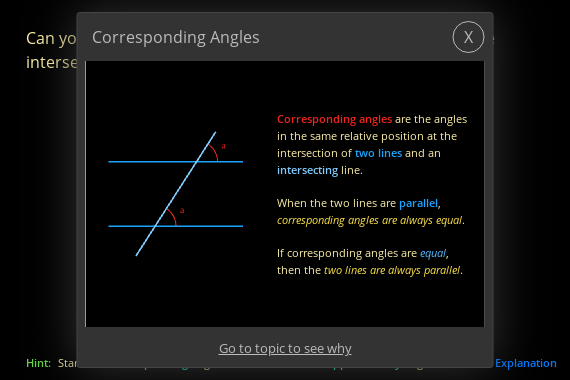 Can yo
interse
Corresponding Angles
X
a
a
Corresponding angles are the angles
in the same relative position at the
intersection of two lines and an
intersecting line.
When the two lines are parallel,
corresponding angles are always equal.
If corresponding angles are equal,
then the two lines are always parallel.
Go to topic to see why
Hint: Star
Explanation